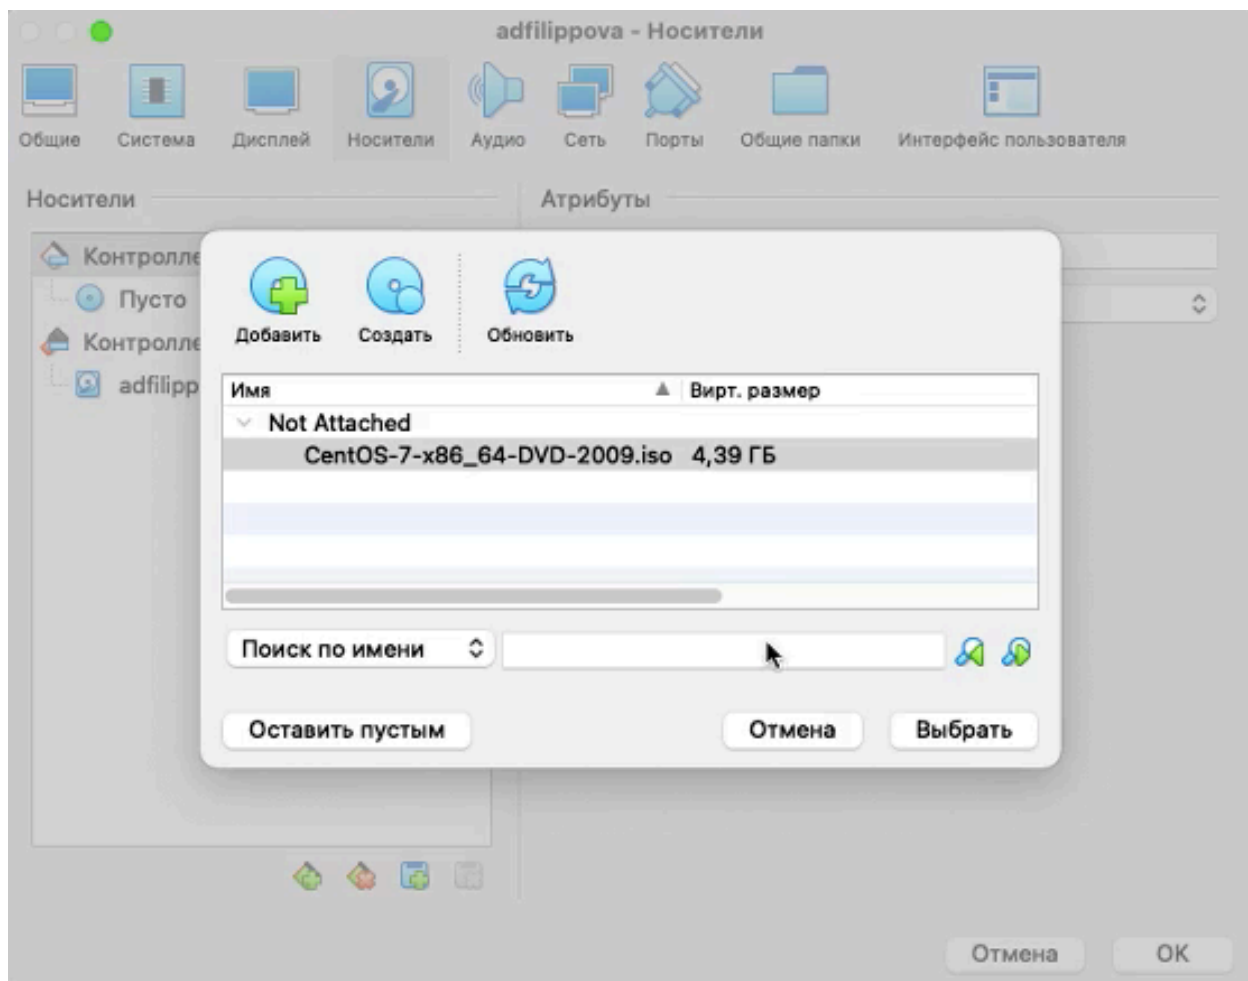 adfilippova - Носители
Общие Система Дисплей Носители Аудио Сеть Порты Общие папки Интерфейс пользователя
Носители Атрибуты
Контролле
Пусто
Контролле
adfilipp
Добавить Создать Обновить
Имя Вирт. размер
Not Attached
CentOS-7-x86_64-DVD-2009.iso 4,39 ГБ
Поиск по имени
Оставить пустым Отмена Выбрать
Отмена OK